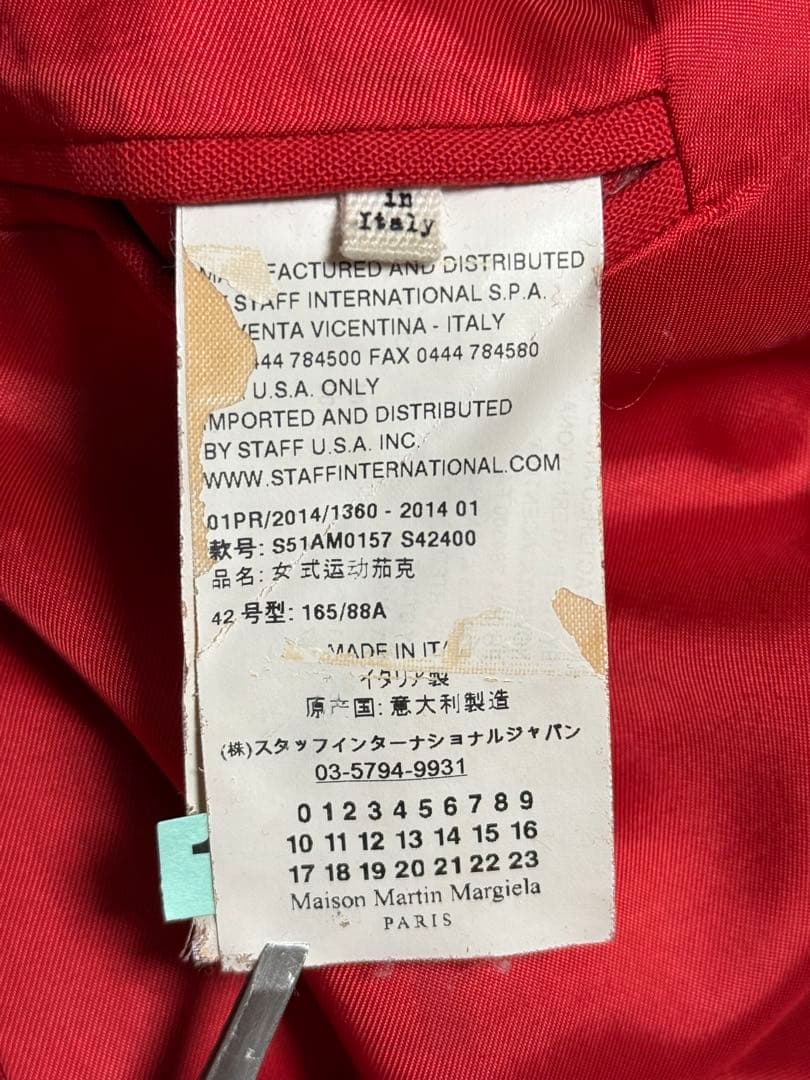 in
Italy
FACTURED AND DISTRIBUTED
STAFF INTERNATIONAL S.P.A.
VENTA VICENTINA - ITALY
444 784500 FAX 0444 784580
U.S.A. ONLY
IMPORTED AND DISTRIBUTED
BY STAFF U.S.A. INC.
WWW.STAFFINTERNATIONAL.COM
01PR/2014/1360 - 2014 01
款号: S51AM0157 S42400
品名: 女式运动茄克
42 号型: 165/88A
MADE IN ITA
イタリア製
原产国: 意大利製造
(株)スタッフインターナショナルジャパン
03-5794-9931
0 1 2 3 4 5 6 7 8 9
10 11 12 13 14 15 16
17 18 19 20 21 22 23
Maison Martin Margiela
PARIS